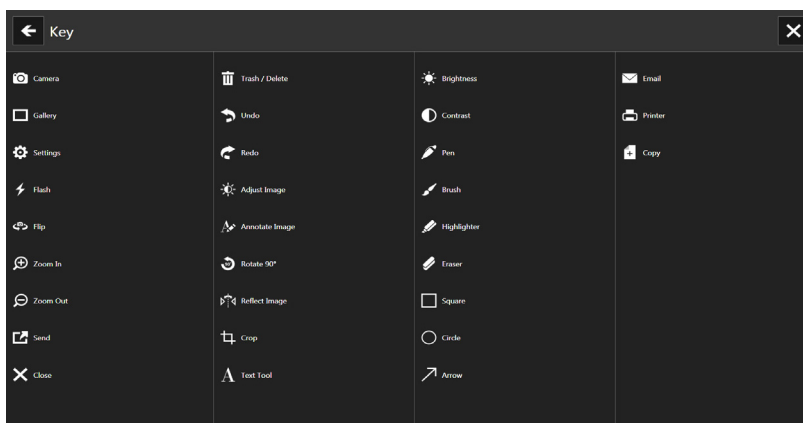 Key
Camera
Gallery
Settings
Flash
Flip
Zoom In
Zoom Out
Send
Close
Trash / Delete
Undo
Redo
Adjust Image
Annotate Image
Rotate 90°
Reflect Image
Crop
Text Tool
Brightness
Contrast
Pen
Brush
Highlighter
Eraser
Square
Circle
Arrow
Email
Printer
Copy